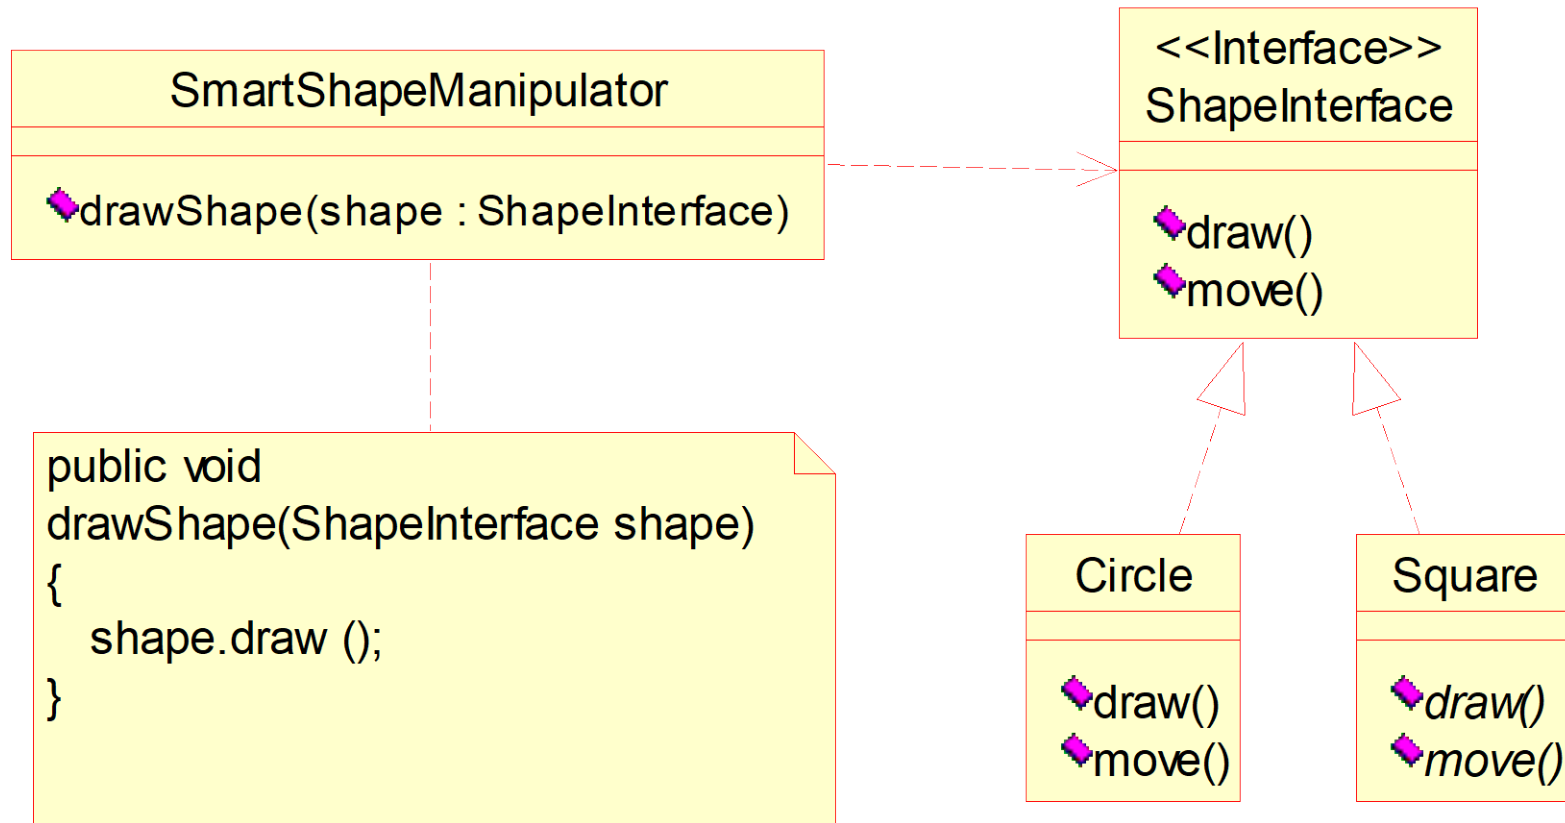 SmartShapeManipulator
drawShape(shape : ShapeInterface)
<<Interface>>
ShapeInterface
draw()
move()
public void
drawShape(ShapeInterface shape)
{
shape.draw ();
}
Circle
draw()
move()
Square
draw()
move()